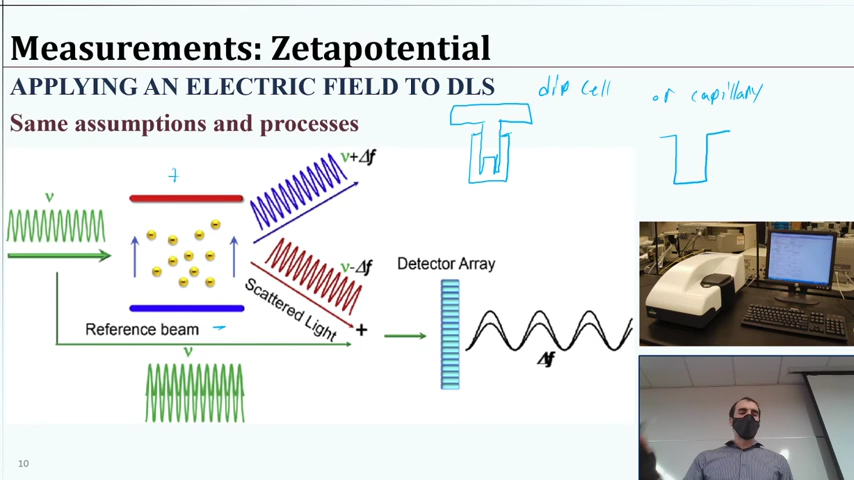 Measurements: Zetapotential
APPLYING AN ELECTRIC FIELD TO DLS
Same assumptions and processes
dip cell
or capillary
ν+Δf
ν
+
ν-Δf
Scattered Light
Detector Array
Reference beam -
+
ν
Δf
10